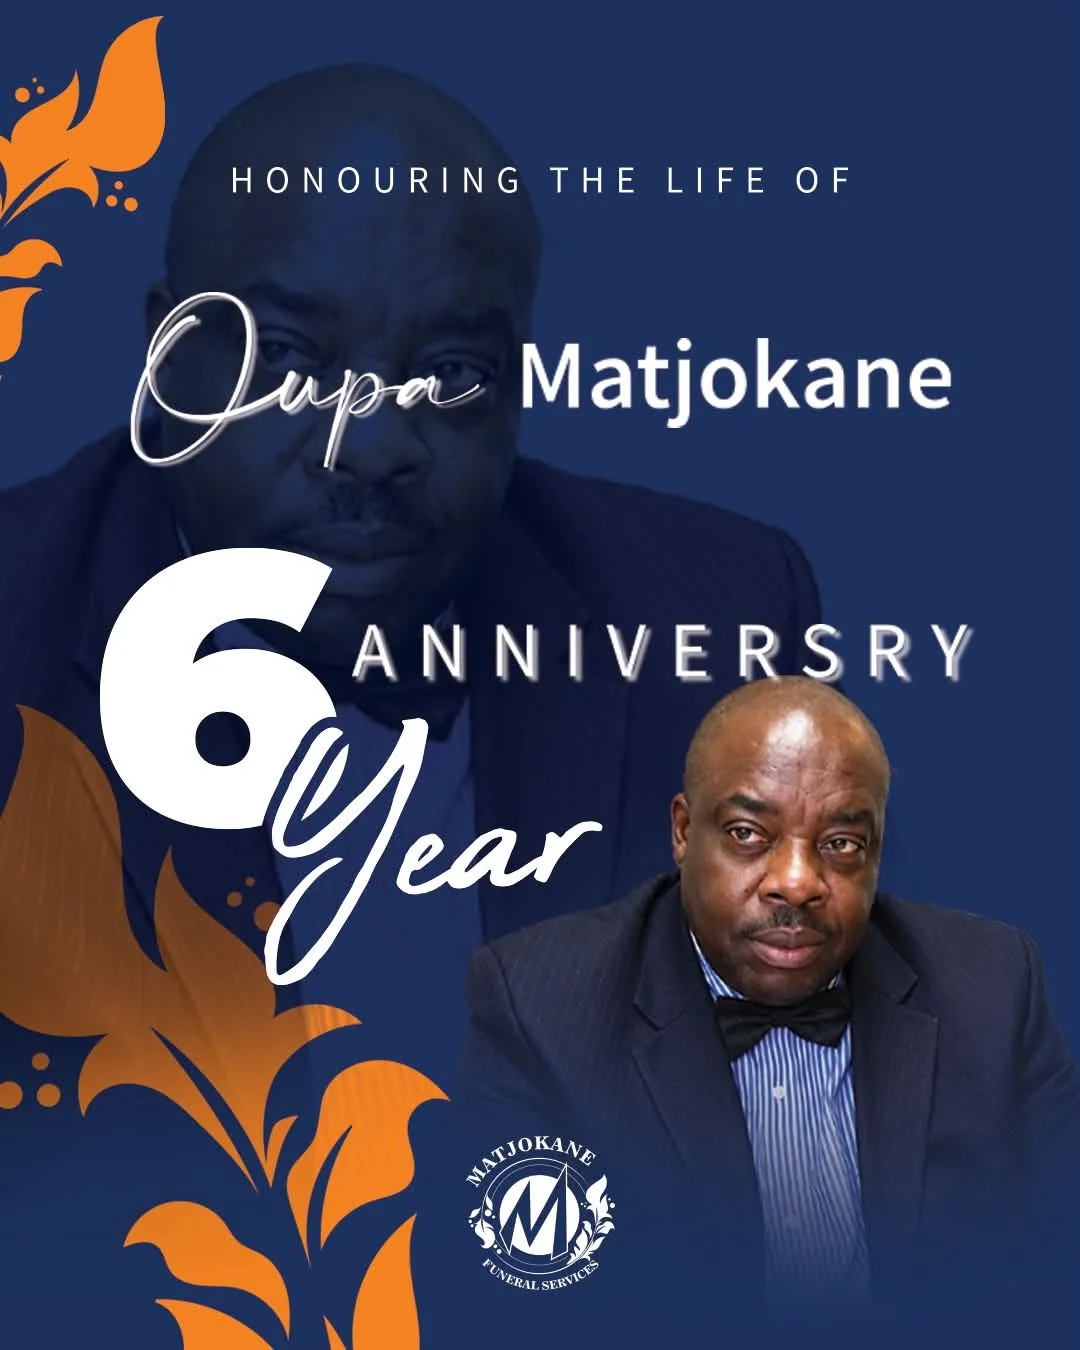 HONOURING THE LIFE OF
Oupa Matjokane
6 ANNIVERSRY
Year
MATJOKANE
M
FUNERAL SERVICES